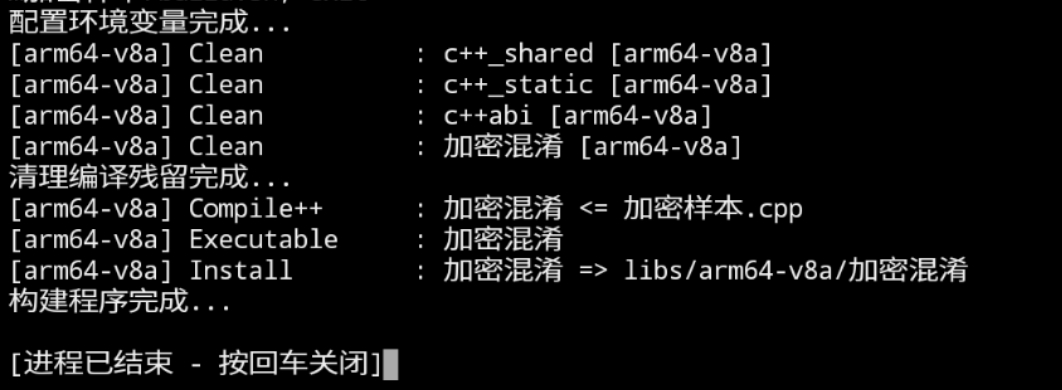 配置环境变量完成...
[arm64-v8a] Clean          : c++_shared [arm64-v8a]
[arm64-v8a] Clean          : c++_static [arm64-v8a]
[arm64-v8a] Clean          : c++abi [arm64-v8a]
[arm64-v8a] Clean          : 加密混淆 [arm64-v8a]
清理编译残留完成...
[arm64-v8a] Compile++      : 加密混淆 <= 加密样本.cpp
[arm64-v8a] Executable     : 加密混淆
[arm64-v8a] Install        : 加密混淆 => libs/arm64-v8a/加密混淆
构建程序完成...
[进程已结束 - 按回车关闭]